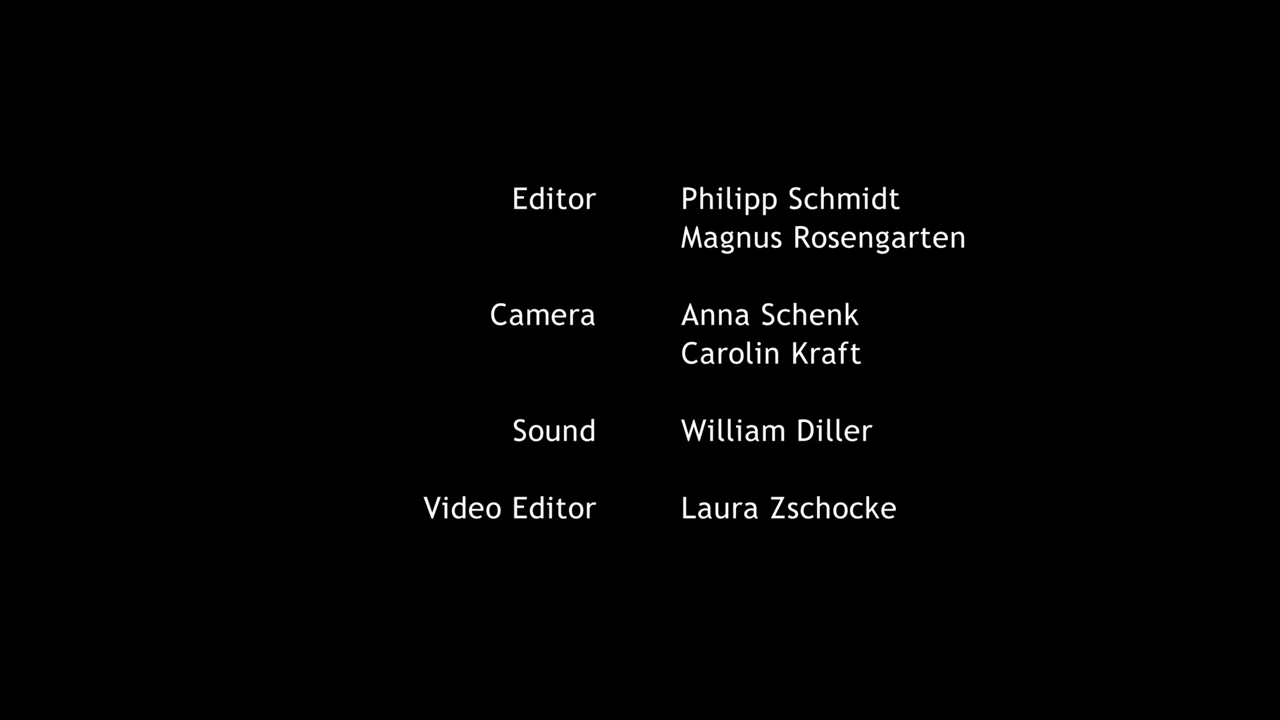 Editor Philipp Schmidt
Magnus Rosengarten
Camera Anna Schenk
Carolin Kraft
Sound William Diller
Video Editor Laura Zschocke